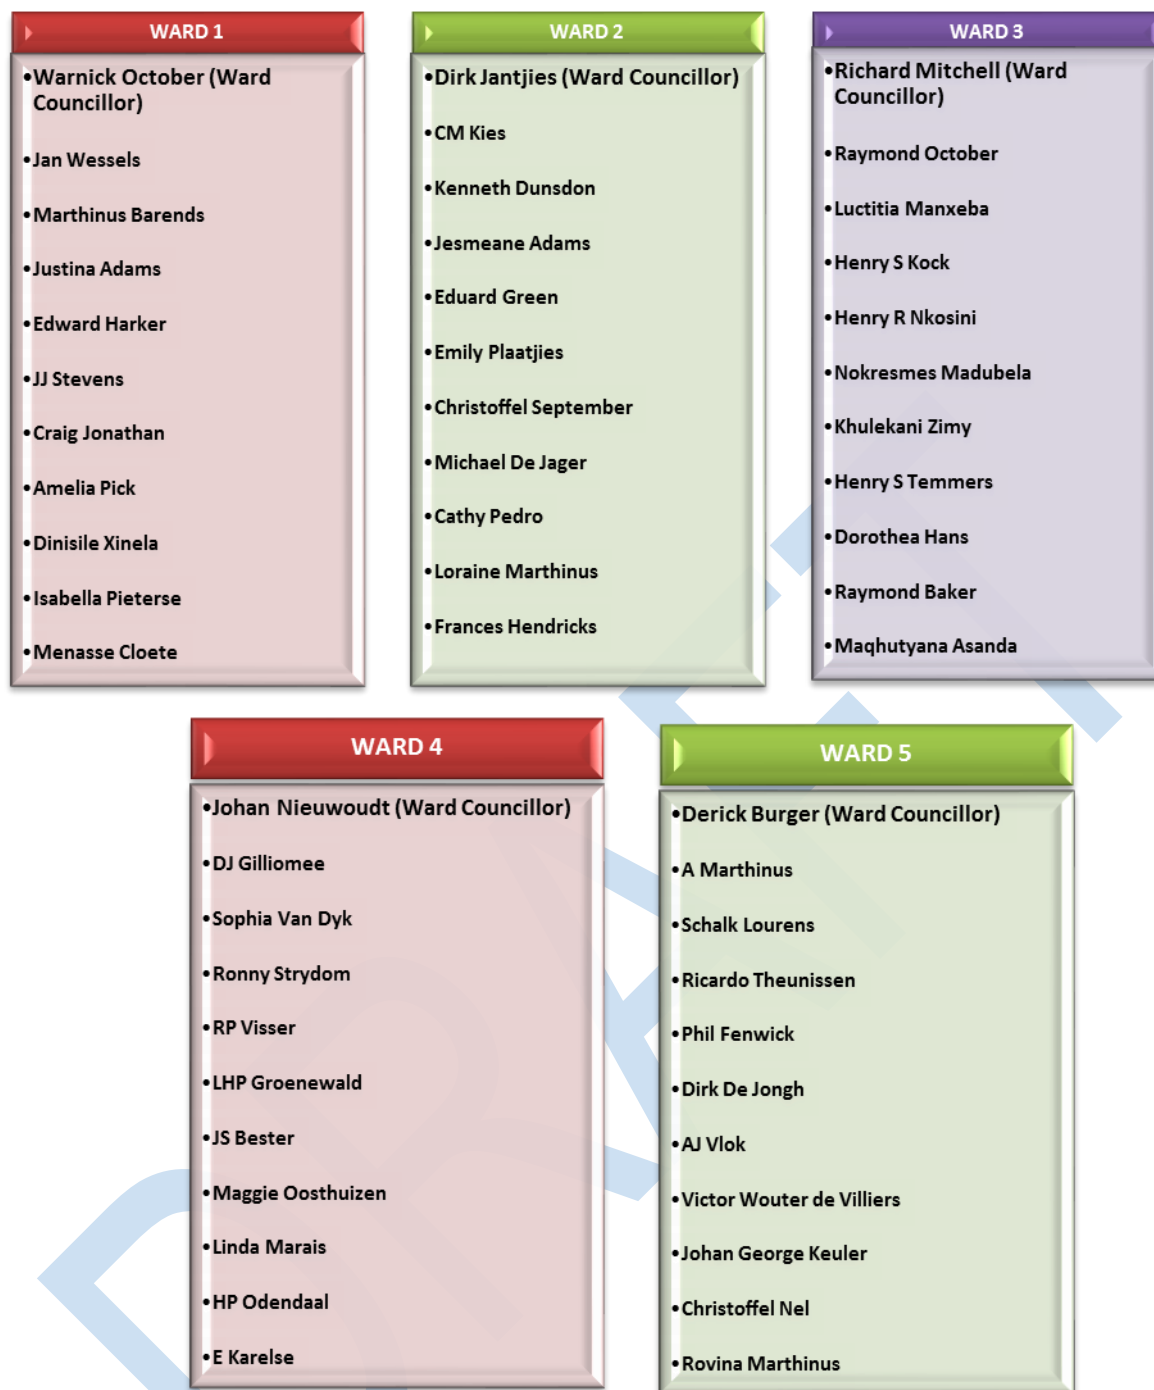 WARD 1
•Warnick October (Ward
Councillor)
•Jan Wessels
•Marthinus Barends
•Justina Adams
•Edward Harker
•JJ Stevens
•Craig Jonathan
•Amelia Pick
•Dinisile Xinela
•Isabella Pieterse
•Menasse Cloete
WARD 2
•Dirk Jantjies (Ward Councillor)
•CM Kies
•Kenneth Dunsdon
•Jesmeane Adams
•Eduard Green
•Emily Plaatjies
•Christoffel September
•Michael De Jager
•Cathy Pedro
•Loraine Marthinus
•Frances Hendricks
WARD 3
•Richard Mitchell (Ward
Councillor)
•Raymond October
•Luctitia Manxeba
•Henry S Kock
•Henry R Nkosini
•Nokresmes Madubela
•Khulekani Zimy
•Henry S Temmers
•Dorothea Hans
•Raymond Baker
•Maqhutyana Asanda
WARD 4
•Johan Nieuwoudt (Ward Councillor)
•DJ Gilliomee
•Sophia Van Dyk
•Ronny Strydom
•RP Visser
•LHP Groenewald
•JS Bester
•Maggie Oosthuizen
•Linda Marais
•HP Odendaal
•E Karelse
WARD 5
•Derick Burger (Ward Councillor)
•A Marthinus
•Schalk Lourens
•Ricardo Theunissen
•Phil Fenwick
•Dirk De Jongh
•AJ Vlok
•Victor Wouter de Villiers
•Johan George Keuler
•Christoffel Nel
•Rovina Marthinus
DRAFT